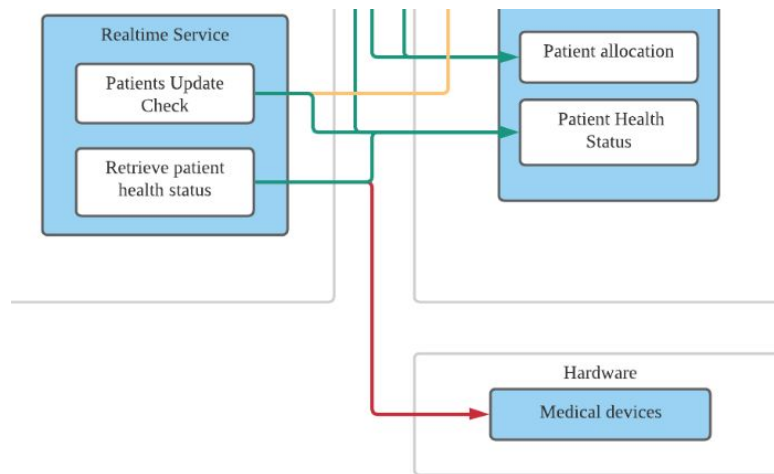 Realtime Service
Patients Update
Check
Retrieve patient
health status
Patient allocation
Patient Health
Status
Hardware
Medical devices